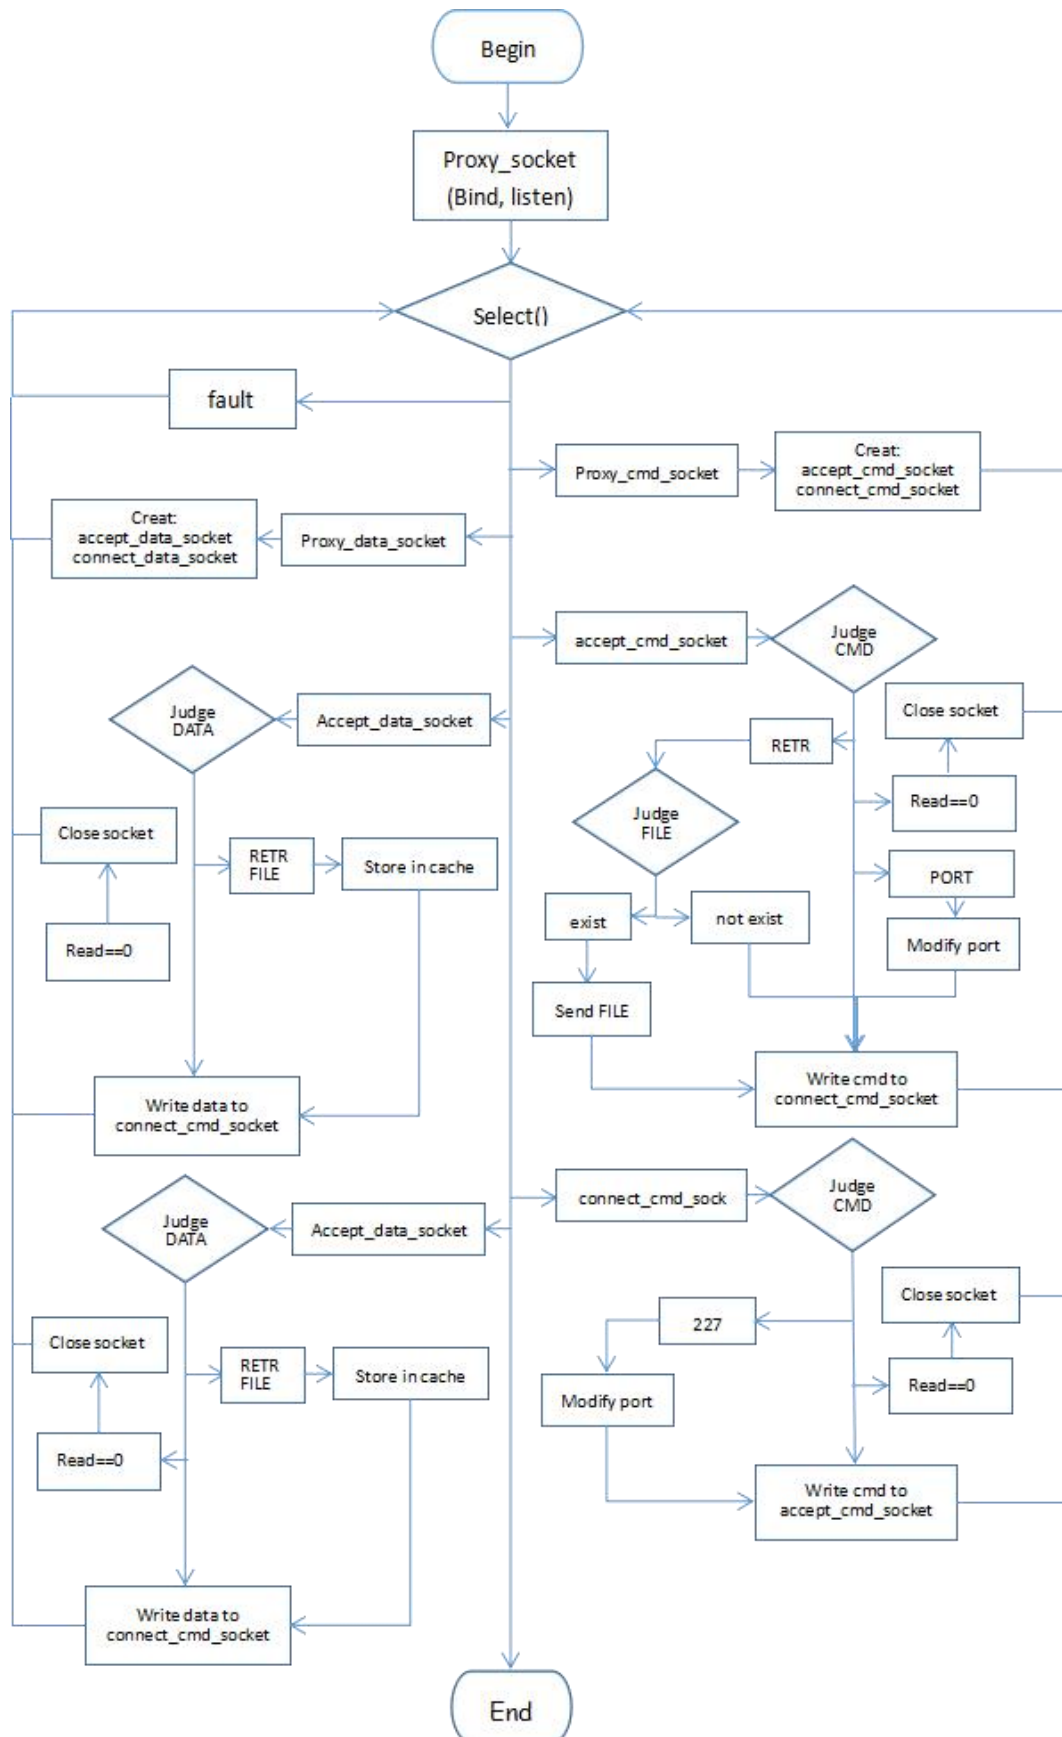 Begin
Proxy_socket
(Bind, listen)
Select()
fault
Proxy_cmd_socket
Creat:
accept_cmd_socket
connect_cmd_socket
Creat:
accept_data_socket
connect_data_socket
Proxy_data_socket
accept_cmd_socket
Judge
CMD
Judge
DATA
Accept_data_socket
Close socket
RETR
Read==0
Judge
FILE
Close socket
RETR
FILE
Store in cache
PORT
exist
not exist
Read==0
Modify port
Send FILE
Write cmd to
connect_cmd_socket
Write data to
connect_cmd_socket
connect_cmd_sock
Judge
CMD
Judge
DATA
Accept_data_socket
Close socket
227
Close socket
RETR
FILE
Store in cache
Read==0
Modify port
Read==0
Write cmd to
accept_cmd_socket
Write data to
connect_cmd_socket
End